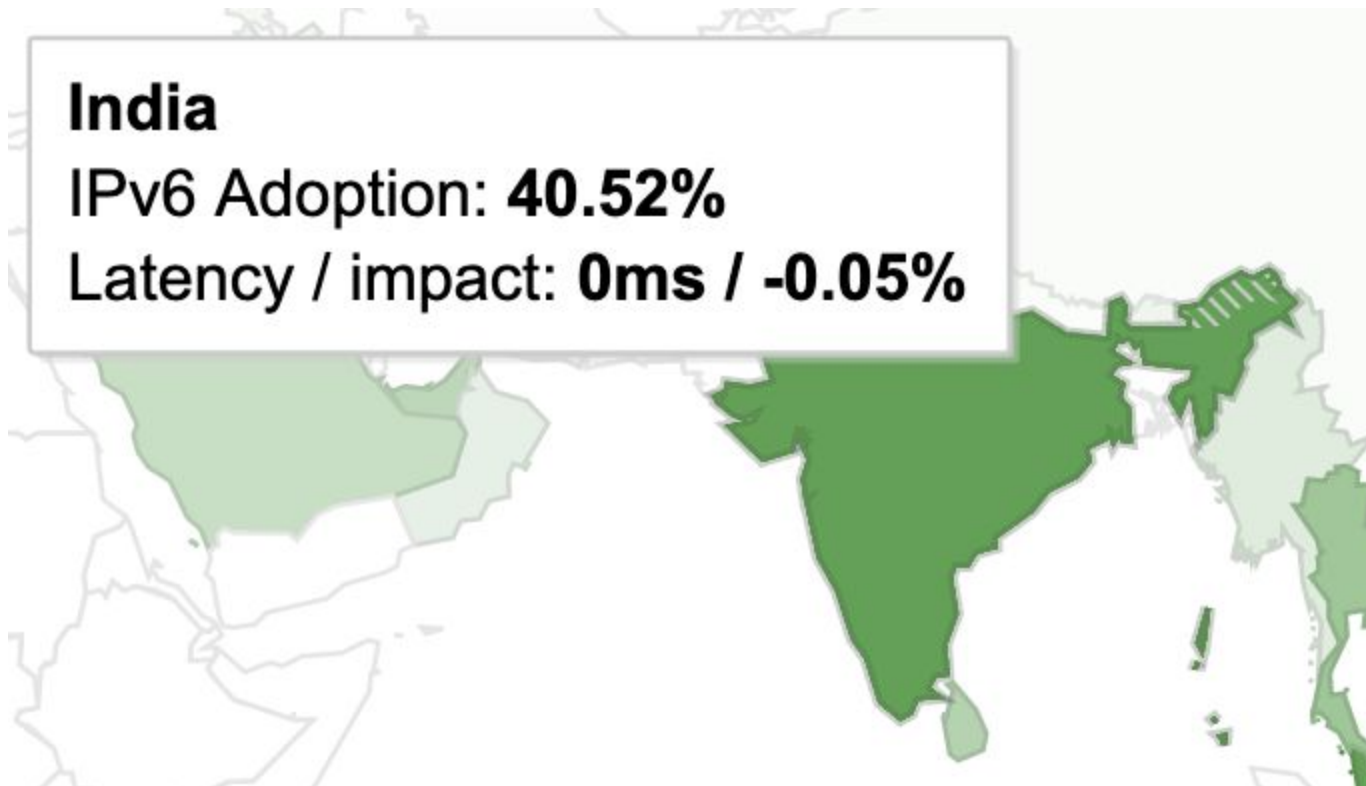 India
IPv6 Adoption: 40.52%
Latency / impact: 0ms / -0.05%